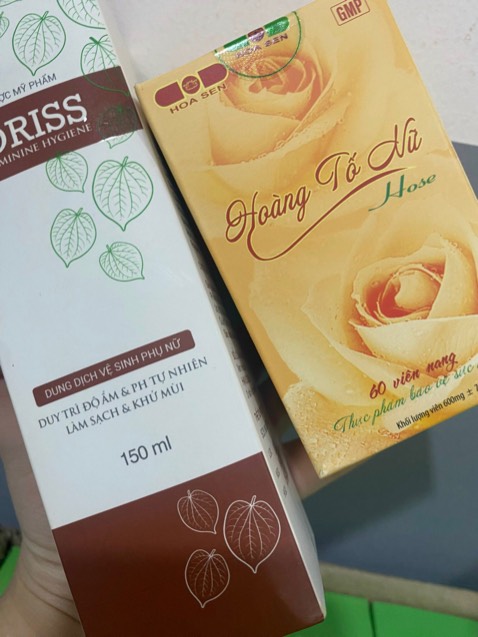 ỢC MỸ PHẨM
ORISS
MININE HYGIENE
DUNG DỊCH VỆ SINH PHỤ NỮ
DUY TRÌ ĐỘ ẨM & PH TỰ NHIÊN
LÀM SẠCH & KHỬ MÙI
150 ml
HOA SEN
HOA SEN
GMP
Hoàng Tố Nữ
Hose
60 viên nang
Thực phẩm bảo vệ sức
Khối lượng viên 600mg ±